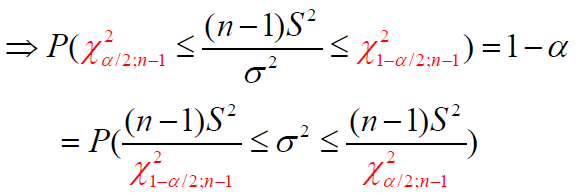 ⇒ P(χ²_{α/2;n−1} ≤ (n−1)S²/σ² ≤ χ²_{1−α/2;n−1}) = 1−α
= P((n−1)S²/χ²_{1−α/2;n−1} ≤ σ² ≤ (n−1)S²/χ²_{α/2;n−1})